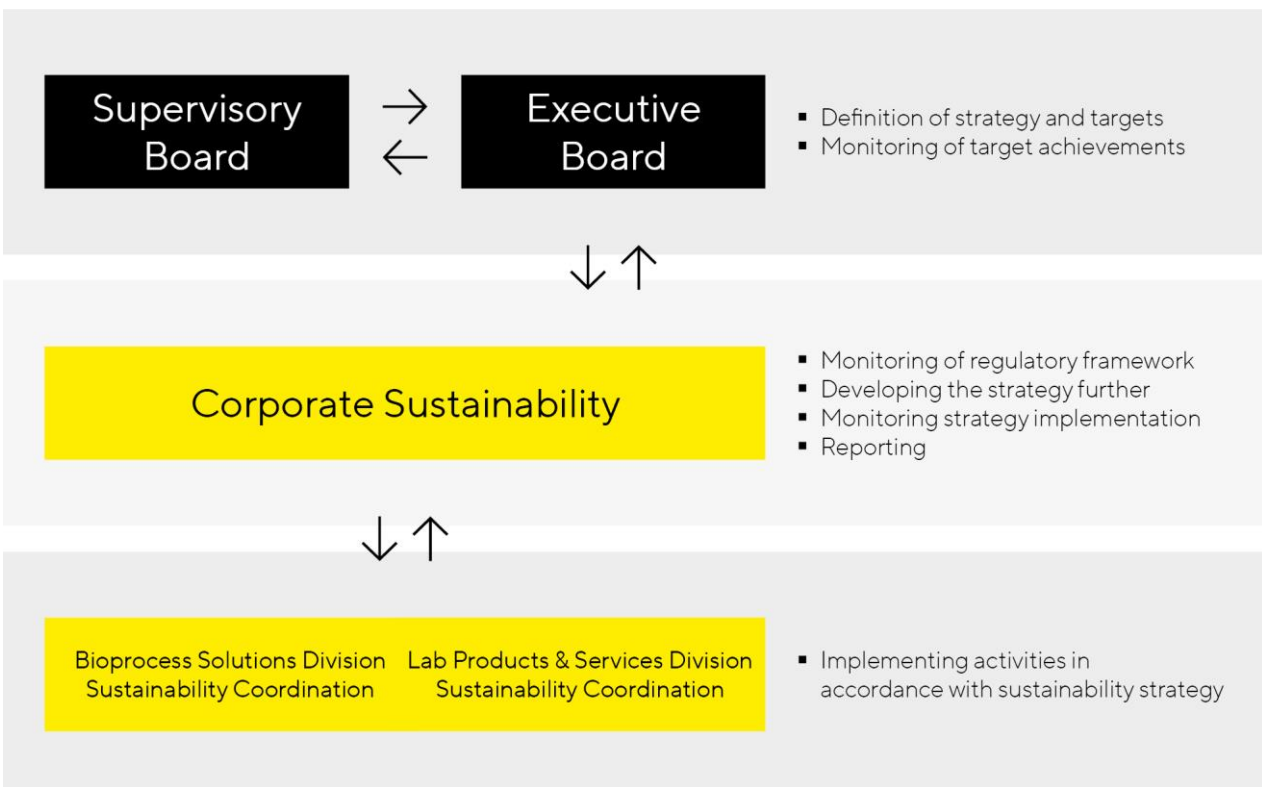 Supervisory
Board
Executive
Board
▪ Definition of strategy and targets
▪ Monitoring of target achievements
Corporate Sustainability
▪ Monitoring of regulatory framework
▪ Developing the strategy further
▪ Monitoring strategy implementation
▪ Reporting
Bioprocess Solutions Division
Sustainability Coordination
Lab Products & Services Division
Sustainability Coordination
▪ Implementing activities in
accordance with sustainability strategy